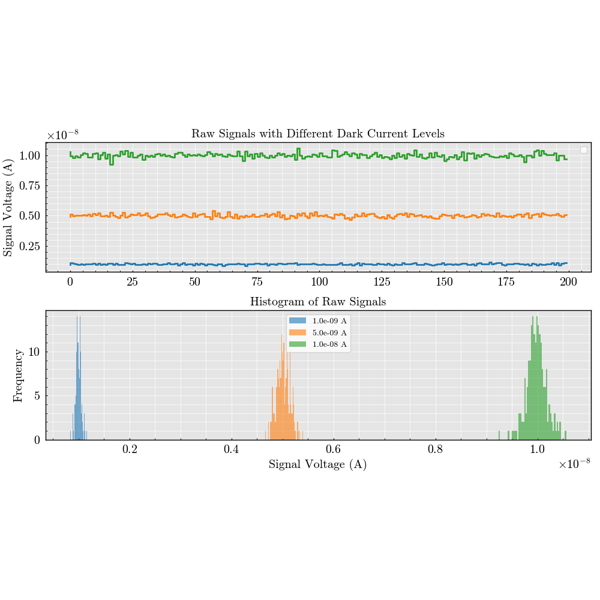 Raw Signals with Different Dark Current Levels
×10⁻⁸
Signal Voltage (A)
1.00
0.75
0.50
0.25
0 25 50 75 100 125 150 175 200
Histogram of Raw Signals
1.0e-09 A
5.0e-09 A
1.0e-08 A
Frequency
10
5
0
0.2 0.4 0.6 0.8 1.0
Signal Voltage (A)
×10⁻⁸